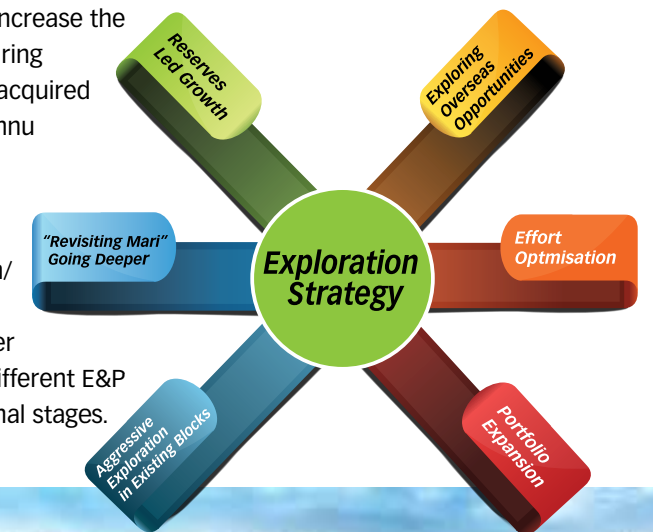 ncrease the
ring
acquired
nnu
/
er
ifferent E&P
nal stages.
Reserves
Led Growth
Exploring
Overseas
Opportunities
"Revisiting Mari"
Going Deeper
Exploration
Strategy
Effort
Optmisation
Aggressive
Exploration
in Existing Blocks
Portfolio
Expansion